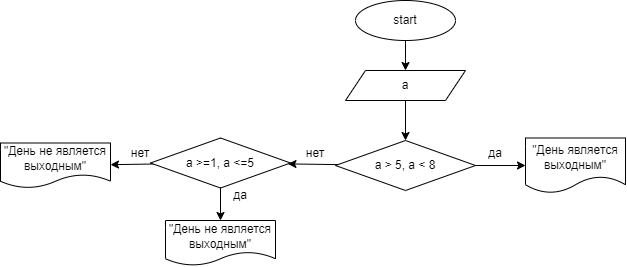 start
a
a > 5, a < 8
да
"День является
выходным"
нет
a >=1, a <=5
нет
"День не является
выходным"
да
"День не является
выходным"